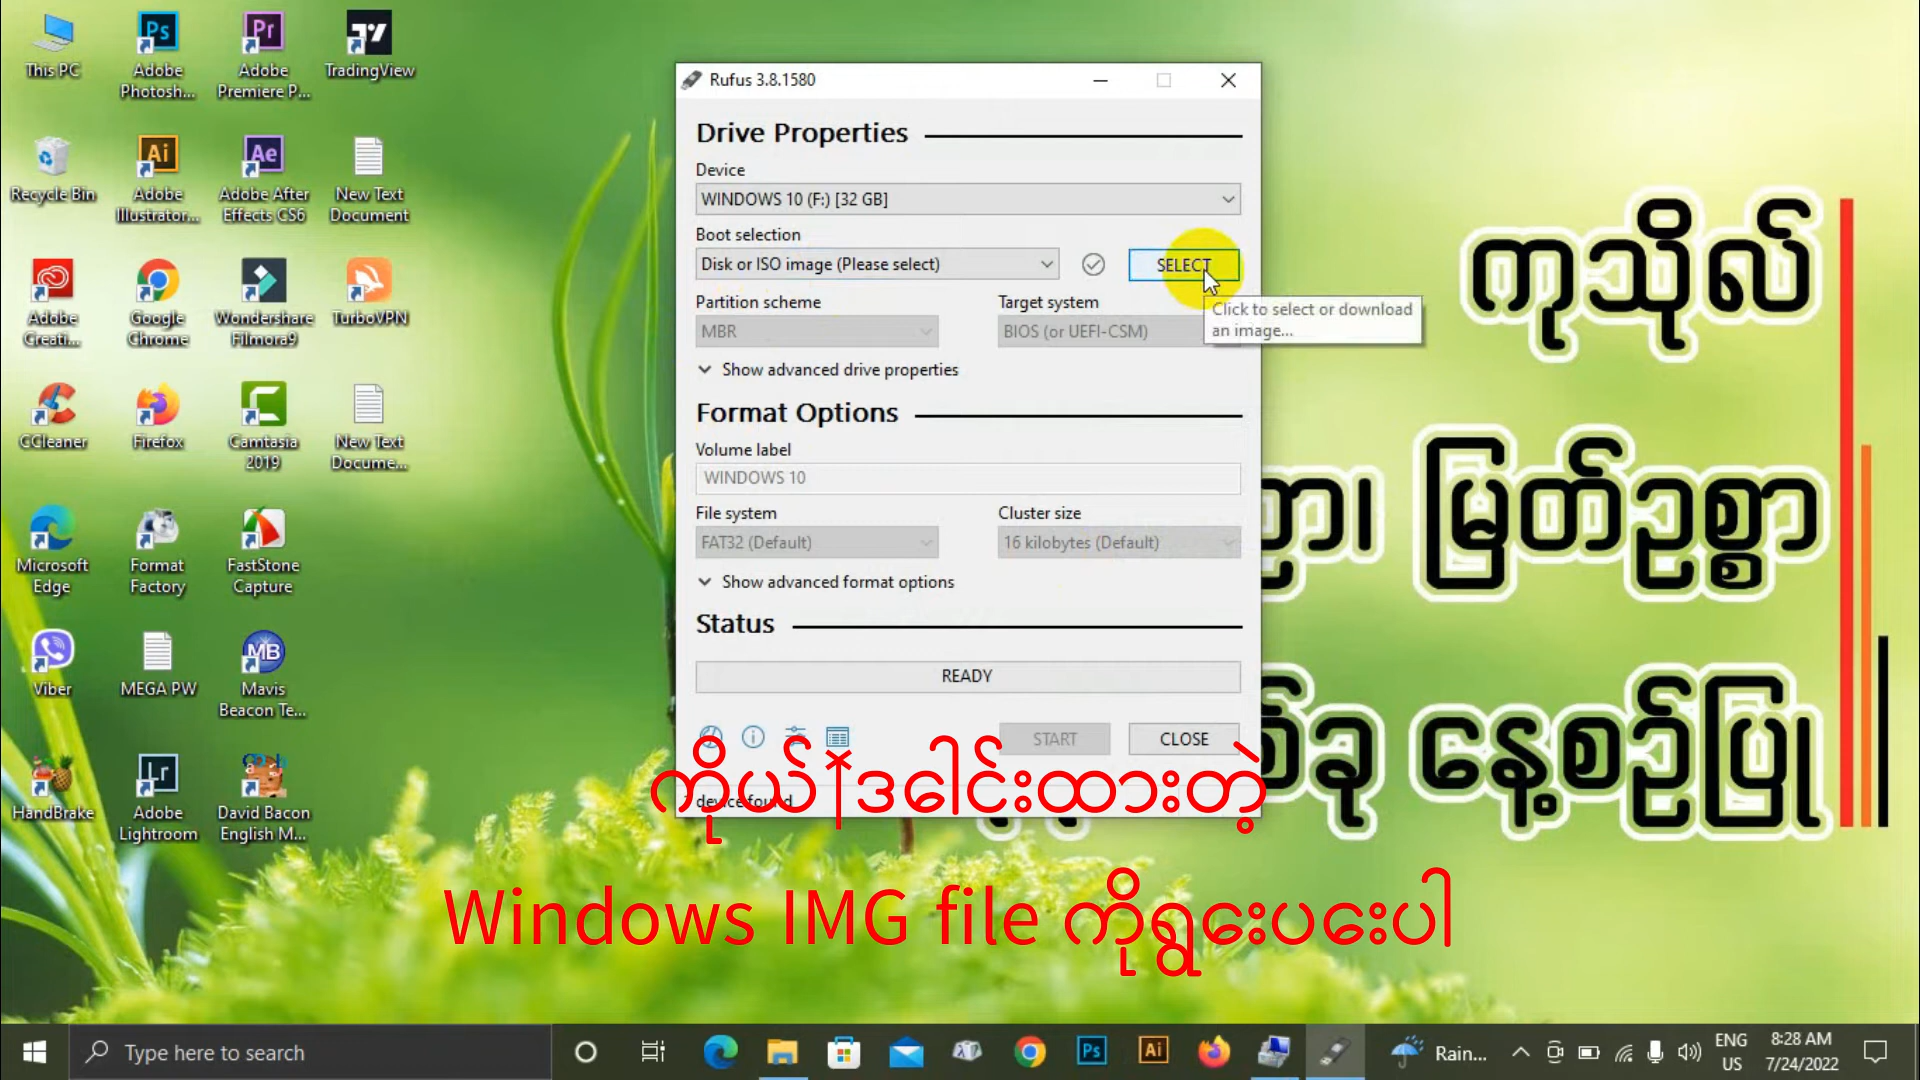 This PC
Adobe Photosh...
Adobe Premiere P...
TradingView
Recycle Bin
Adobe Illustrator...
Adobe After Effects CS6
New Text Document
Adobe Creati...
Google Chrome
Wondershare Filmora9
TurboVPN
CCleaner
Firefox
Camtasia 2019
New Text Docume...
Microsoft Edge
Format Factory
FastStone Capture
Viber
MEGA PW
Mavis Beacon Te...
HandBrake
Adobe Lightroom
David Bacon English M...
Rufus 3.8.1580
Drive Properties
Device
WINDOWS 10 (F:) [32 GB]
Boot selection
Disk or ISO image (Please select)
SELECT
Click to select or download
an image...
Partition scheme
Target system
MBR
BIOS (or UEFI-CSM)
Show advanced drive properties
Format Options
Volume label
WINDOWS 10
File system
Cluster size
FAT32 (Default)
16 kilobytes (Default)
Show advanced format options
Status
READY
START
CLOSE
device found
ကုသိုလ်
မြတ်ဥစ္စာ
နေ့စဉ်ပြု
ကိုယ်ဒေါင်းထားတဲ့
Windows IMG file ကိုရွေးပေးပါ
Type here to search
Rain...
ENG
US
8:28 AM
7/24/2022